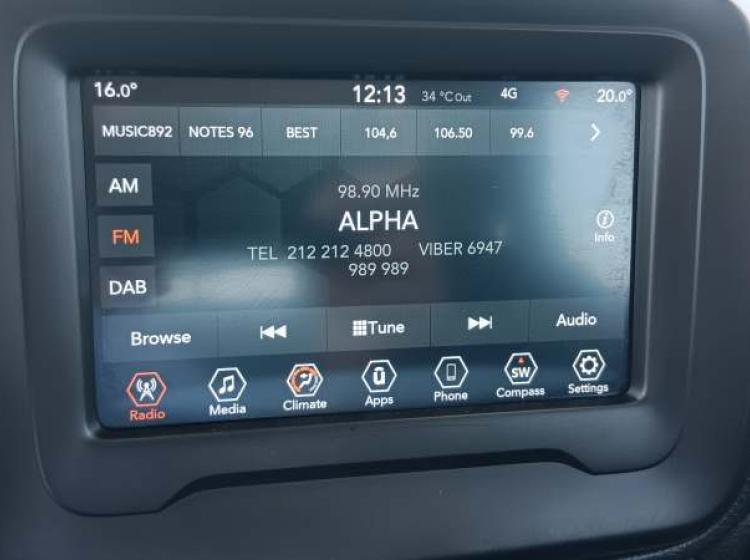 16.0° 12:13 34 °C Out 4G 20.0°
MUSIC892 NOTES 96 BEST 104,6 106.50 99.6
AM
98.90 MHz
ALPHA
FM
Info
TEL 212 212 4800 VIBER 6947
989 989
DAB
Browse Tune Audio
SW
Radio Media Climate Apps Phone Compass Settings